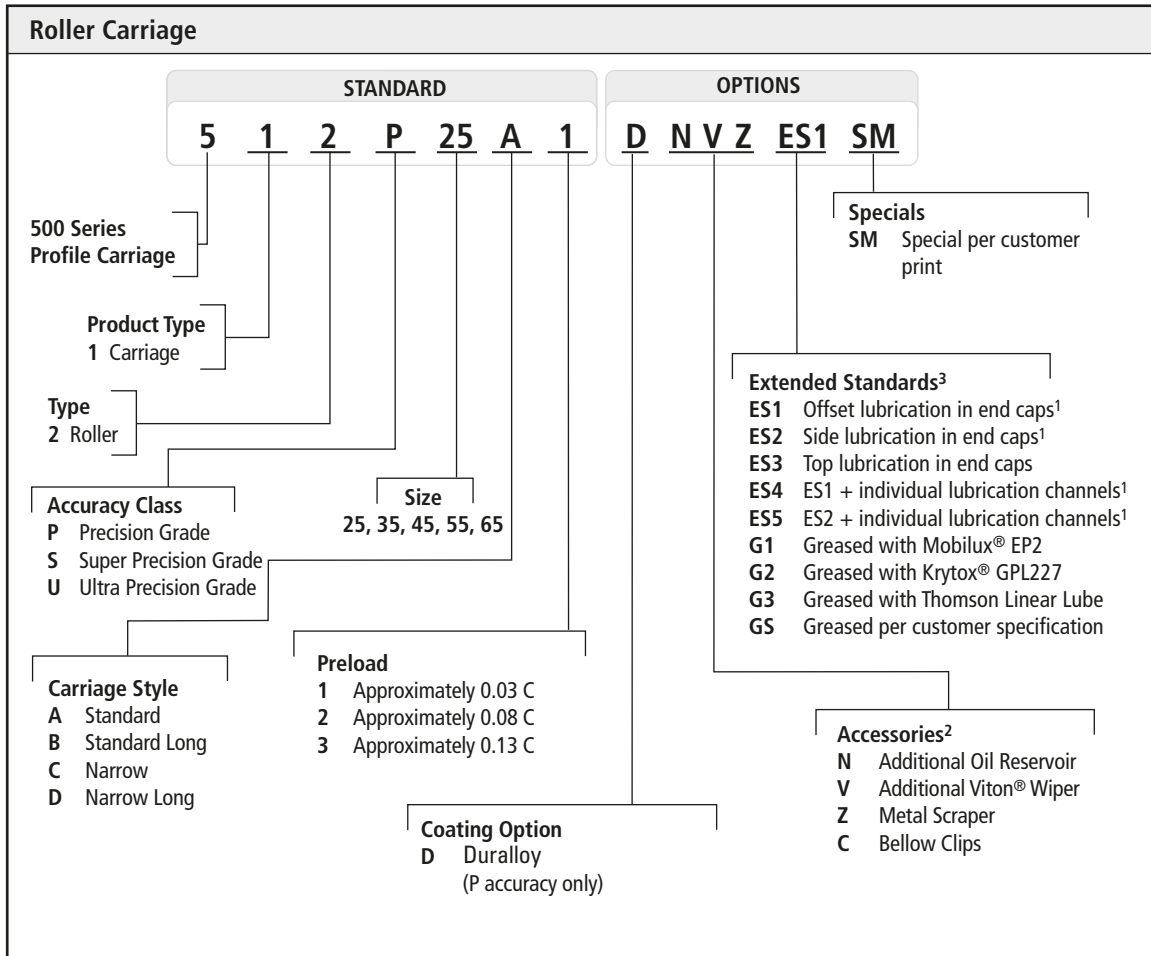 Roller Carriage
STANDARD
OPTIONS
5 1 2 P 25 A 1 D N V Z ES1 SM
500 Series
Profile Carriage
Product Type
1 Carriage
Type
2 Roller
Accuracy Class
P Precision Grade
S Super Precision Grade
U Ultra Precision Grade
Size
25, 35, 45, 55, 65
Carriage Style
A Standard
B Standard Long
C Narrow
D Narrow Long
Preload
1 Approximately 0.03 C
2 Approximately 0.08 C
3 Approximately 0.13 C
Coating Option
D Duralloy
(P accuracy only)
Specials
SM Special per customer
print
Extended Standards³
ES1 Offset lubrication in end caps¹
ES2 Side lubrication in end caps¹
ES3 Top lubrication in end caps
ES4 ES1 + individual lubrication channels¹
ES5 ES2 + individual lubrication channels¹
G1 Greased with Mobilux® EP2
G2 Greased with Krytox® GPL227
G3 Greased with Thomson Linear Lube
GS Greased per customer specification
Accessories²
N Additional Oil Reservoir
V Additional Viton® Wiper
Z Metal Scraper
C Bellow Clips